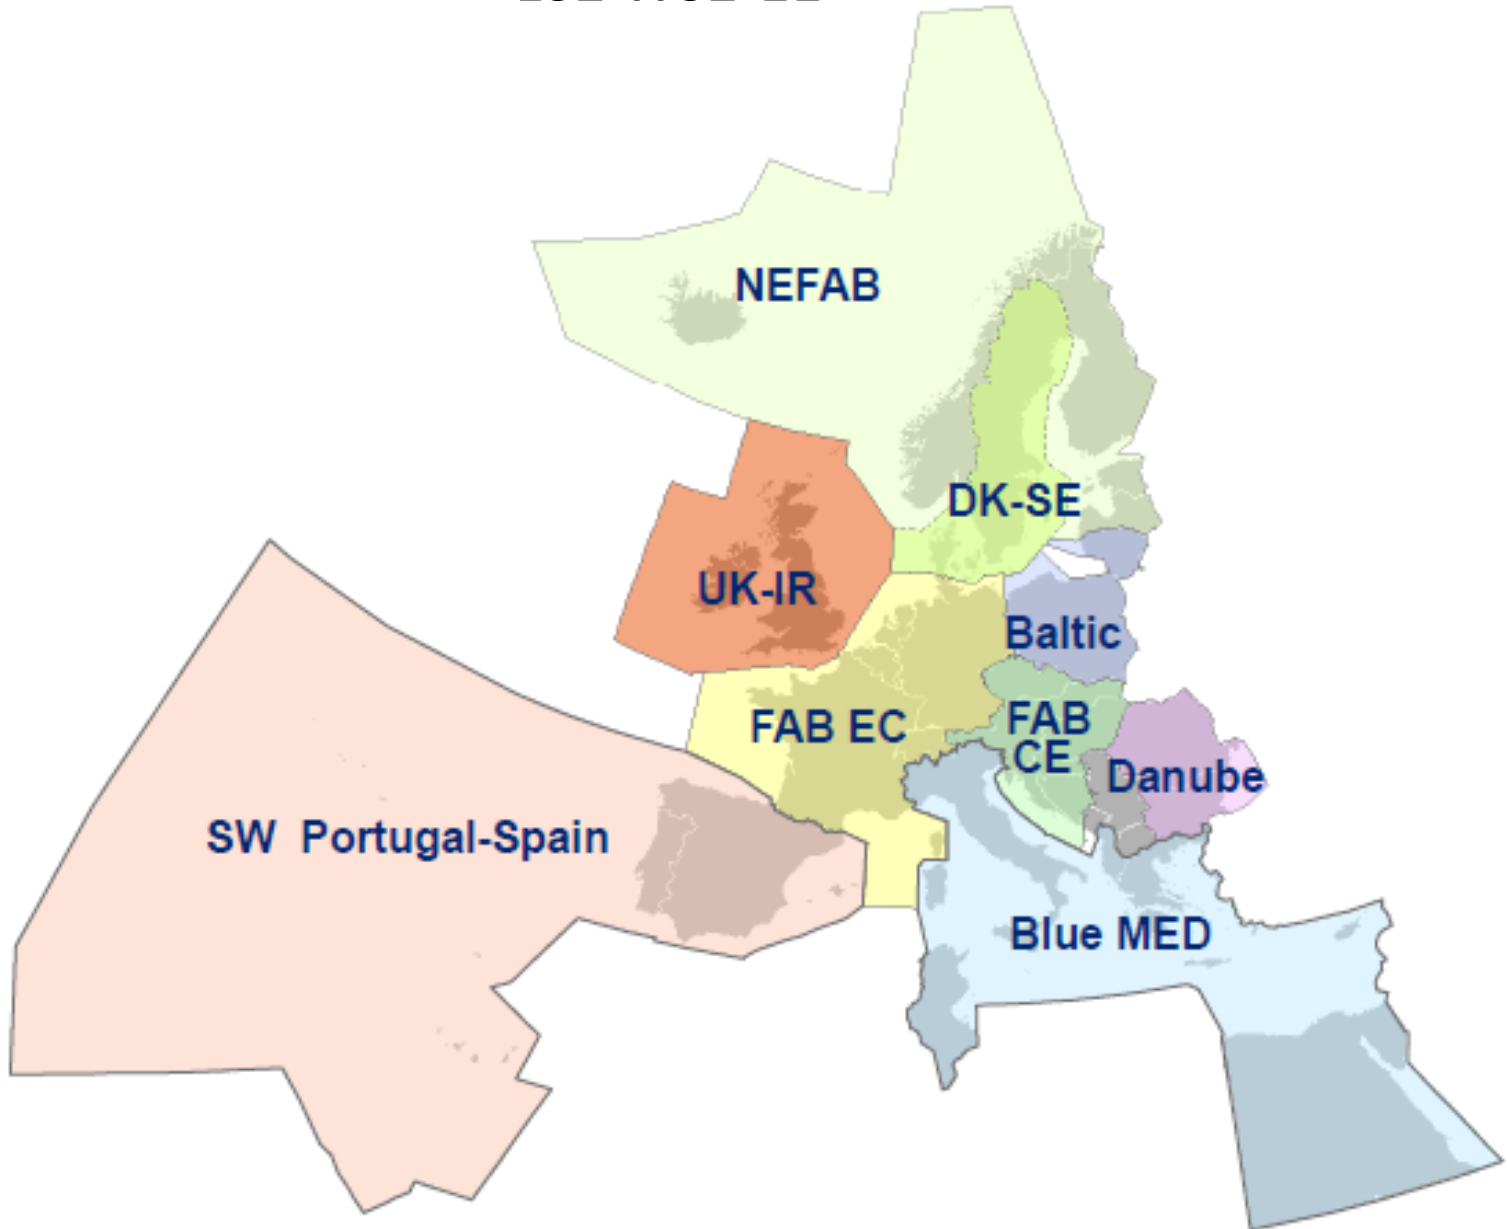 NEFAB
DK-SE
UK-IR
Baltic
FAB EC
FAB
CE
Danube
SW Portugal-Spain
Blue MED